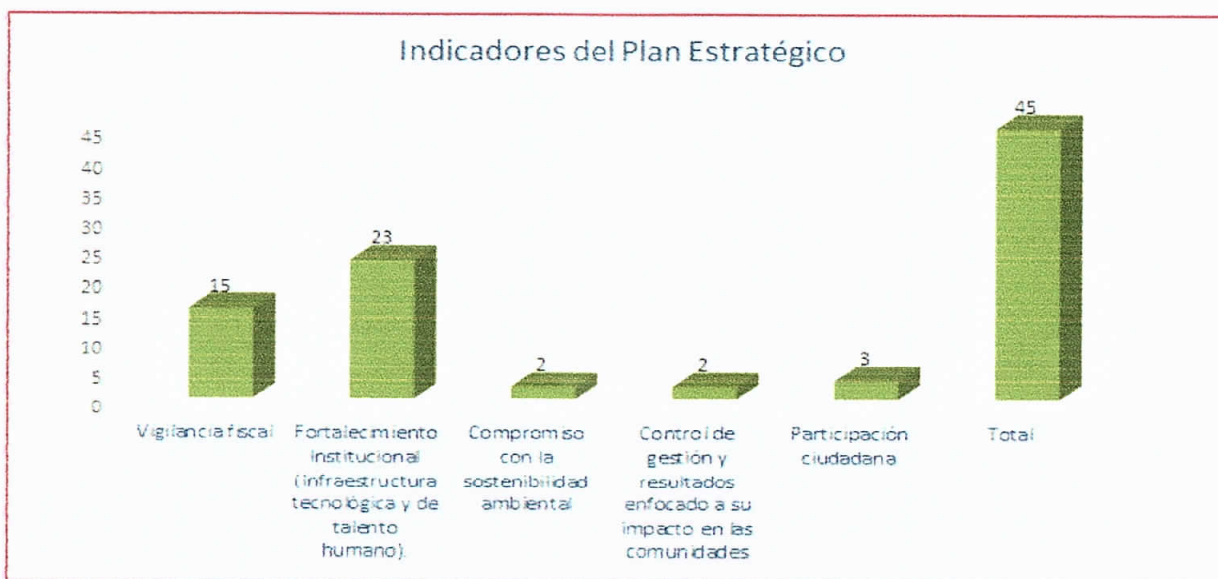 Indicadores del Plan Estratégico
45
40
35
30
25
20
15
10
5
0
15
23
2
2
3
45
Vigilancia fiscal
Fortalecimiento
institucional
(infraestructura
tecnológica y de
talento
humano).
Compromiso
con la
sostenibilidad
ambiental
Control de
gestión y
resultados
enfocado a su
impacto en las
comunidades
Participación
ciudadana
Total